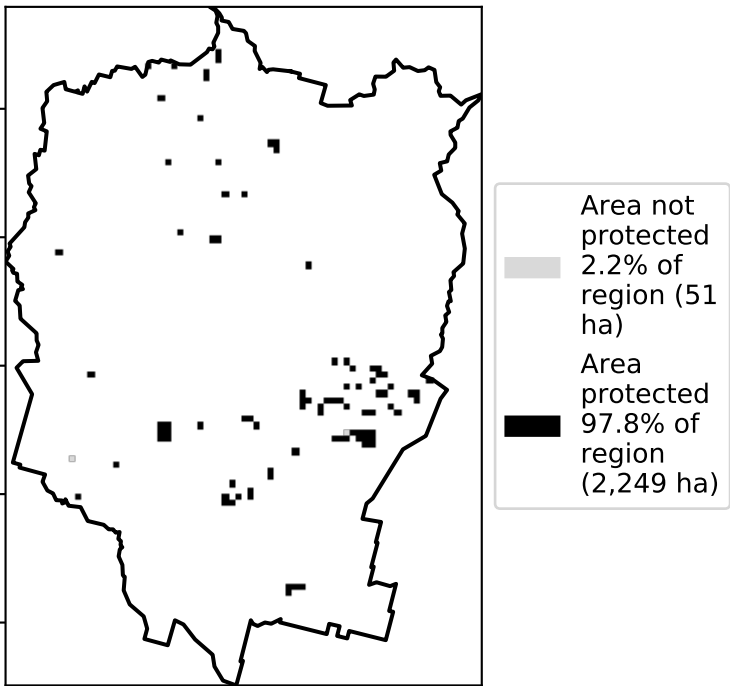 Area not
protected
2.2% of
region (51
ha)
Area
protected
97.8% of
region
(2,249 ha)